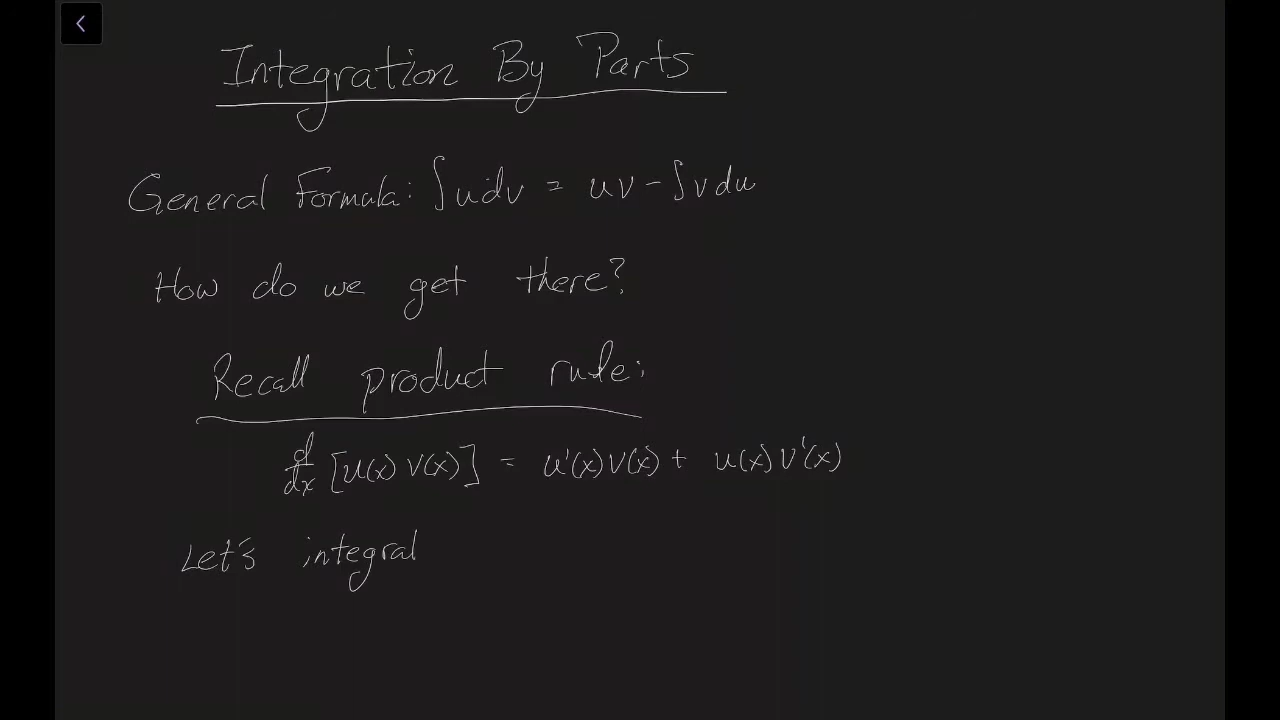 Integration By Parts
General Formula: ∫udv = uv - ∫vdu
How do we get there?
Recall product rule:
d/dx [u(x) v(x)] = u'(x)v(x) + u(x)v'(x)
Let's integral